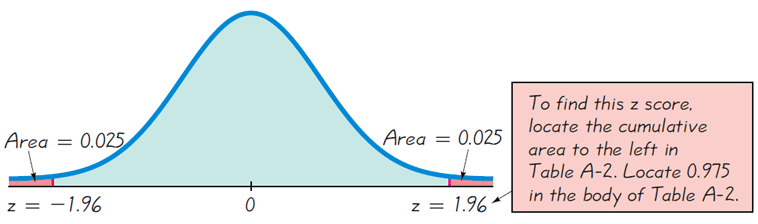 Area = 0.025
Area = 0.025
z = −1.96
0
z = 1.96
To find this z score,
locate the cumulative
area to the left in
Table A-2. Locate 0.975
in the body of Table A-2.